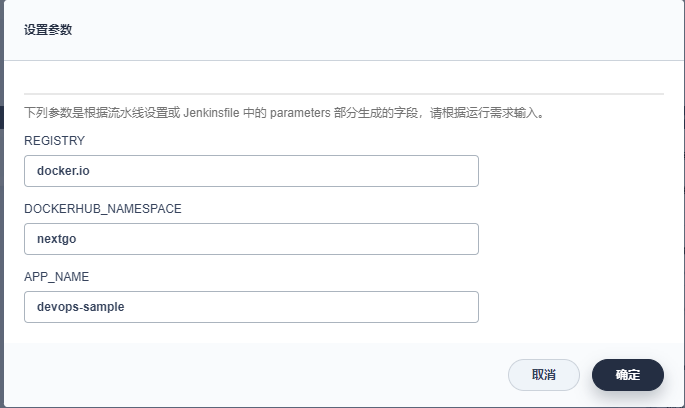 设置参数
下列参数是根据流水线设置或 Jenkinsfile 中的 parameters 部分生成的字段，请根据运行需求输入。
REGISTRY
docker.io
DOCKERHUB_NAMESPACE
nextgo
APP_NAME
devops-sample
取消
确定